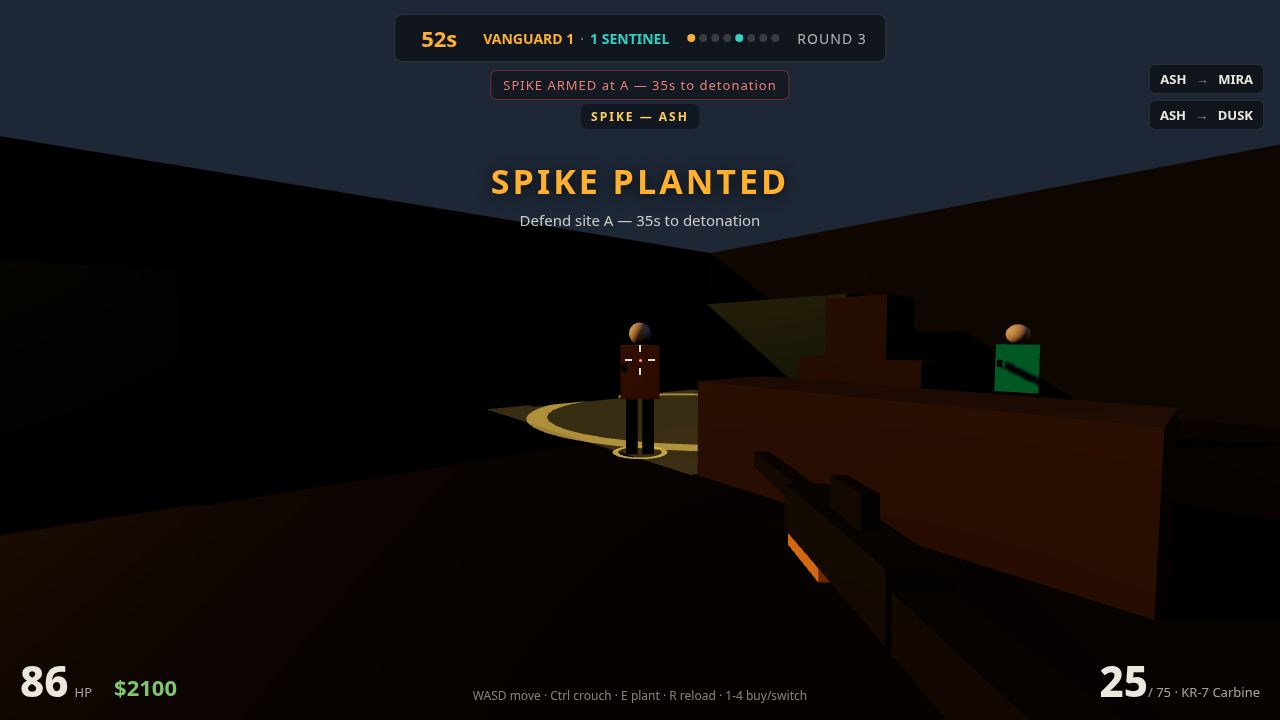 52s VANGUARD 1 · 1 SENTINEL ROUND 3
SPIKE ARMED at A — 35s to detonation
SPIKE — ASH
ASH → MIRA
ASH → DUSK
SPIKE PLANTED
Defend site A — 35s to detonation
86 HP $2100
WASD move · Ctrl crouch · E plant · R reload · 1-4 buy/switch
25 / 75 · KR-7 Carbine